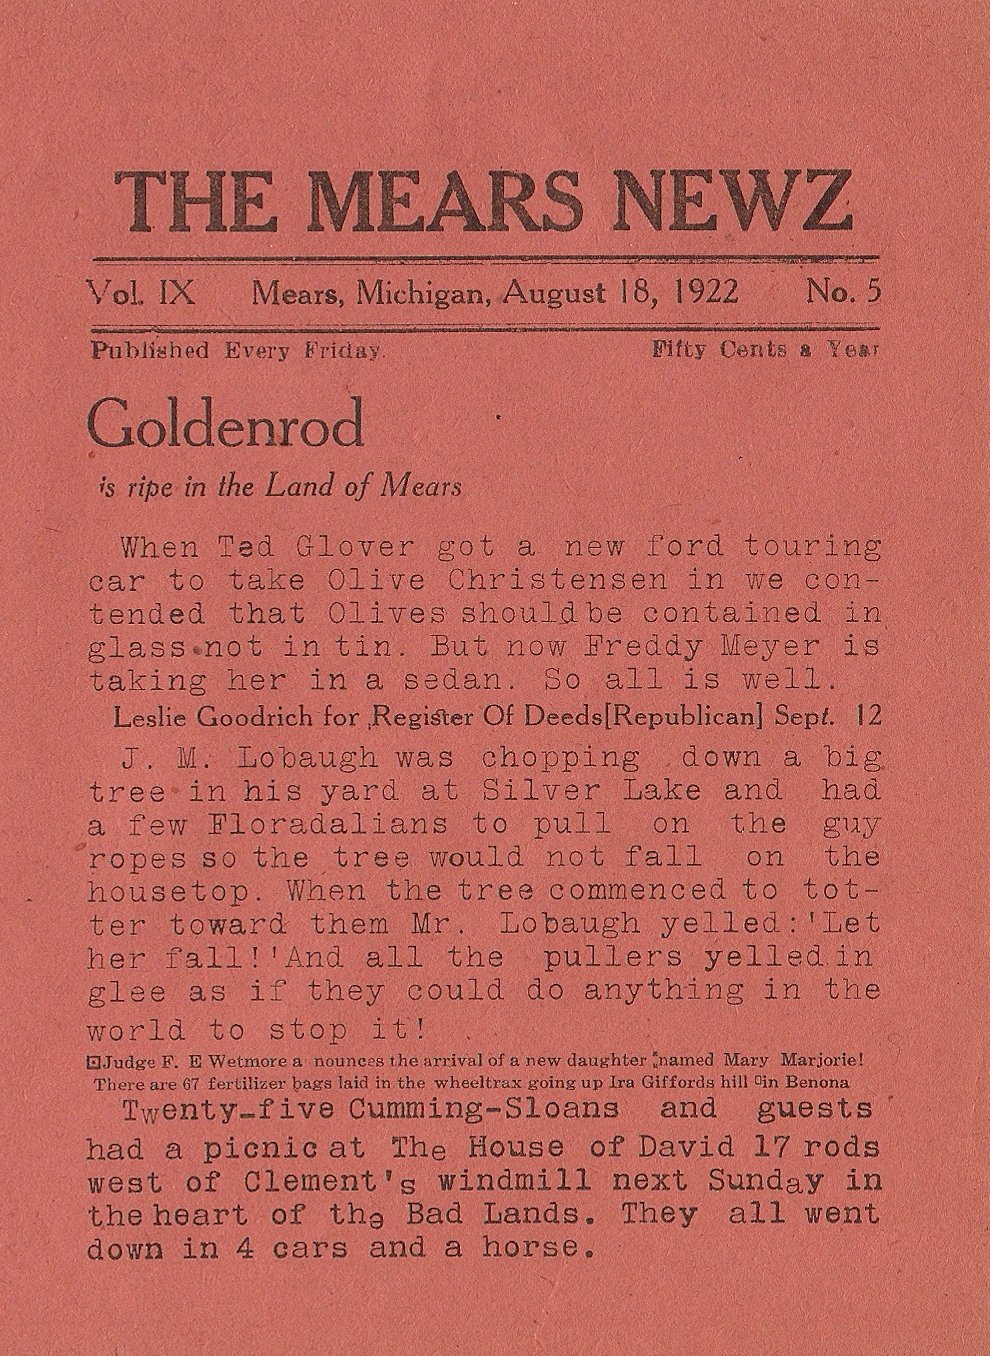 THE MEARS NEWZ
Vol. IX Mears, Michigan, August 18, 1922 No. 5
Published Every Friday. Fifty Cents a Year
Goldenrod
is ripe in the Land of Mears
When Ted Glover got a new ford touring
car to take Olive Christensen in we con-
tended that Olives should be contained in
glass not in tin. But now Freddy Meyer is
taking her in a sedan. So all is well.
Leslie Goodrich for Register Of Deeds[Republican] Sept. 12
J. M. Lobaugh was chopping down a big
tree in his yard at Silver Lake and had
a few Floradalians to pull on the guy
ropes so the tree would not fall on the
housetop. When the tree commenced to tot-
ter toward them Mr. Lobaugh yelled:'Let
her fall!'And all the pullers yelled in
glee as if they could do anything in the
world to stop it!
⊡Judge F. E Wetmore a nounces the arrival of a new daughter named Mary Marjorie!
There are 67 fertilizer bags laid in the wheeltrax going up Ira Giffords hill in Benona
Twenty-five Cumming-Sloans and guests
had a picnic at The House of David 17 rods
west of Clement's windmill next Sunday in
the heart of the Bad Lands. They all went
down in 4 cars and a horse.